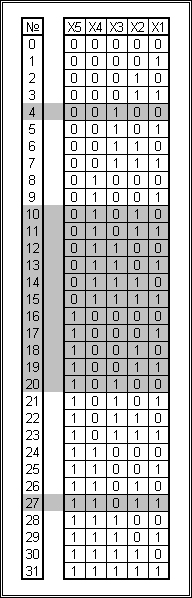 № X5 X4 X3 X2 X1
0 0 0 0 0 0
1 0 0 0 0 1
2 0 0 0 1 0
3 0 0 0 1 1
4 0 0 1 0 0
5 0 0 1 0 1
6 0 0 1 1 0
7 0 0 1 1 1
8 0 1 0 0 0
9 0 1 0 0 1
10 0 1 0 1 0
11 0 1 0 1 1
12 0 1 1 0 0
13 0 1 1 0 1
14 0 1 1 1 0
15 0 1 1 1 1
16 1 0 0 0 0
17 1 0 0 0 1
18 1 0 0 1 0
19 1 0 0 1 1
20 1 0 1 0 0
21 1 0 1 0 1
22 1 0 1 1 0
23 1 0 1 1 1
24 1 1 0 0 0
25 1 1 0 0 1
26 1 1 0 1 0
27 1 1 0 1 1
28 1 1 1 0 0
29 1 1 1 0 1
30 1 1 1 1 0
31 1 1 1 1 1